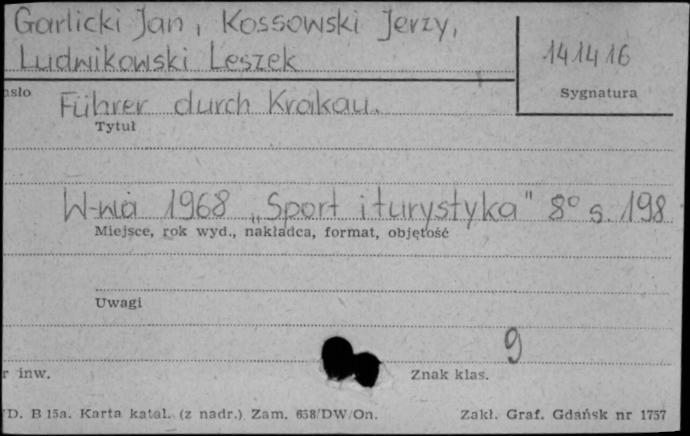 Garlicki Jan, Kossowski Jerzy,
Ludwikowski Leszek
141416
Sygnatura
Führer durch Krakau.
Tytuł
W-wa 1968 „Sport i turystyka" 8° s. 198
Miejsce, rok wyd., nakładca, format, objętość
Uwagi
9
inw.
Znak klas.
D. B 15a. Karta katal. (z nadr.) Zam. 658/DW/On.
Zakł. Graf. Gdańsk nr 1757